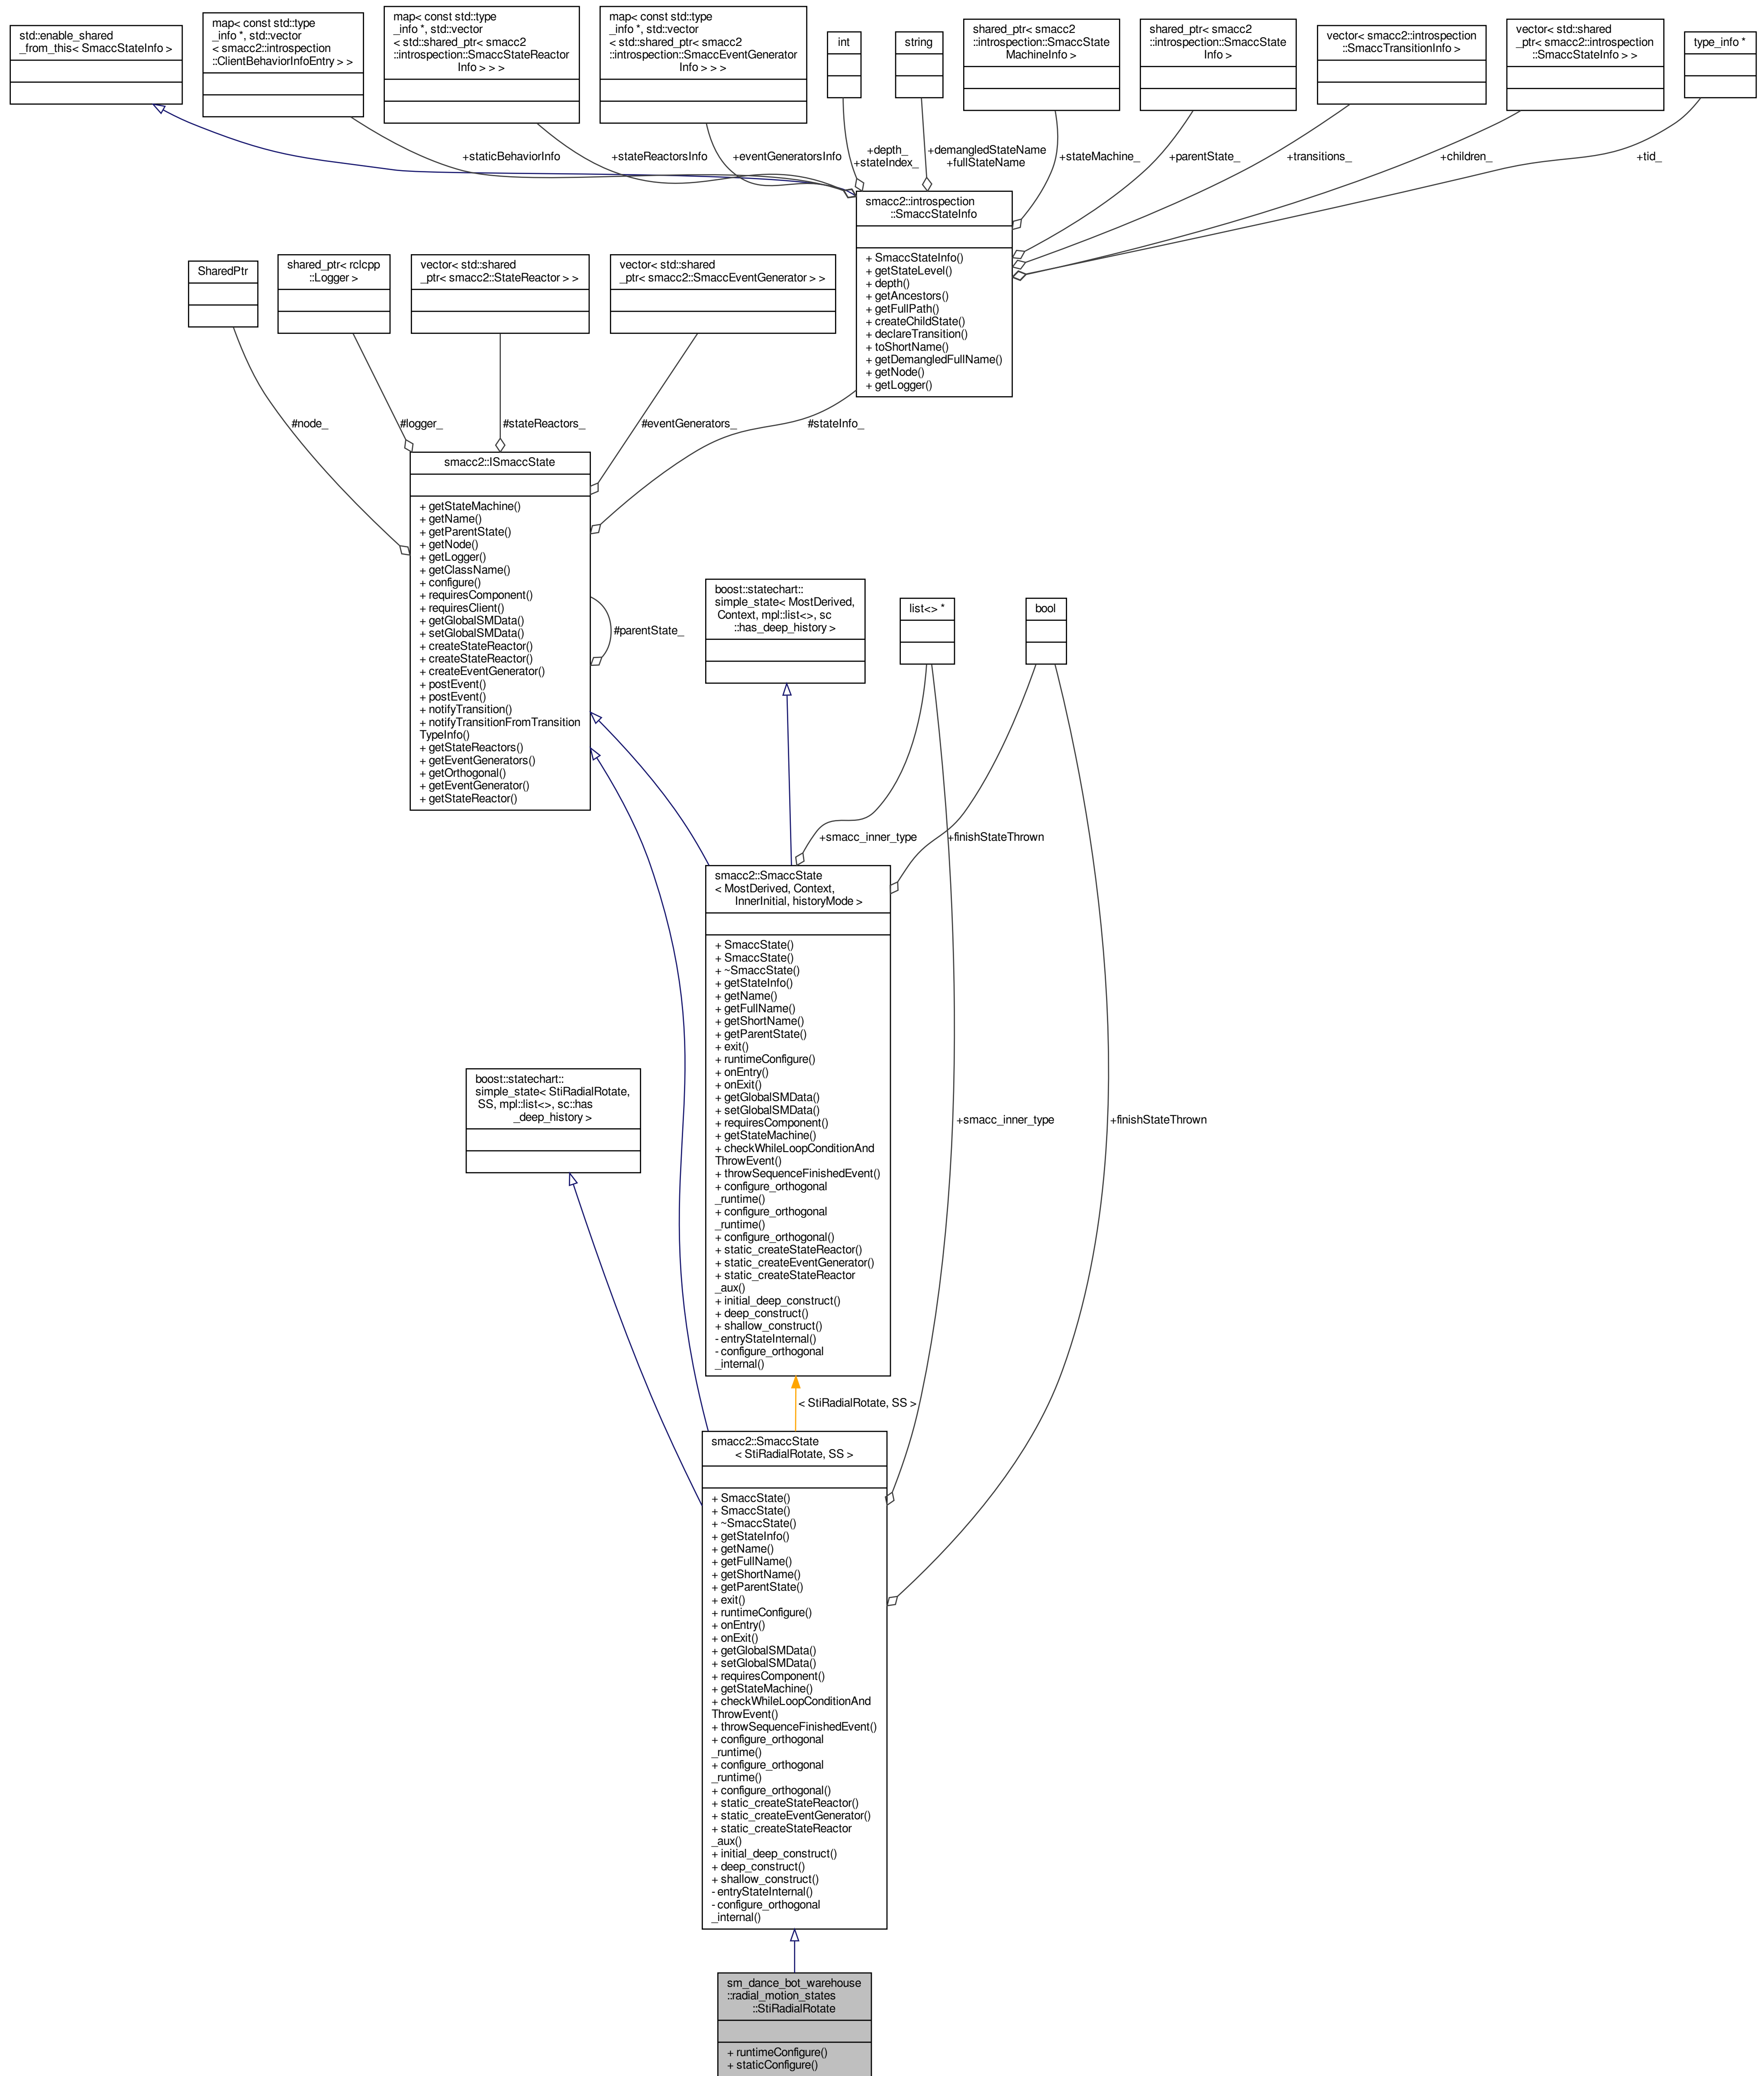 std::enable_shared
_from_this< SmaccStateInfo >
map< const std::type
_info *, std::vector
< smacc2::introspection
::ClientBehaviorInfoEntry > >
map< const std::type
_info *, std::vector
< std::shared_ptr< smacc2
::introspection::SmaccStateReactor
Info > > >
map< const std::type
_info *, std::vector
< std::shared_ptr< smacc2
::introspection::SmaccEventGenerator
Info > > >
int
string
shared_ptr< smacc2
::introspection::SmaccState
MachineInfo >
shared_ptr< smacc2
::introspection::SmaccState
Info >
vector< smacc2::introspection
::SmaccTransitionInfo >
vector< std::shared
_ptr< smacc2::introspection
::SmaccStateInfo > >
type_info *
+staticBehaviorInfo
+stateReactorsInfo
+eventGeneratorsInfo
+depth_
+stateIndex_
+demangledStateName
+fullStateName
+stateMachine_
+parentState_
+transitions_
+children_
+tid_
smacc2::introspection
::SmaccStateInfo
+ SmaccStateInfo()
+ getStateLevel()
+ depth()
+ getAncestors()
+ getFullPath()
+ createChildState()
+ declareTransition()
+ toShortName()
+ getDemangledFullName()
+ getNode()
+ getLogger()
SharedPtr
shared_ptr< rclcpp
::Logger >
vector< std::shared
_ptr< smacc2::StateReactor > >
vector< std::shared
_ptr< smacc2::SmaccEventGenerator > >
#node_
#logger_
#stateReactors_
#eventGenerators_
#stateInfo_
smacc2::ISmaccState
+ getStateMachine()
+ getName()
+ getParentState()
+ getNode()
+ getLogger()
+ getClassName()
+ configure()
+ requiresComponent()
+ requiresClient()
+ getGlobalSMData()
+ setGlobalSMData()
+ createStateReactor()
+ createStateReactor()
+ createEventGenerator()
+ postEvent()
+ postEvent()
+ notifyTransition()
+ notifyTransitionFromTransition
TypeInfo()
+ getStateReactors()
+ getEventGenerators()
+ getOrthogonal()
+ getEventGenerator()
+ getStateReactor()
#parentState_
boost::statechart::
simple_state< MostDerived,
Context, mpl::list<>, sc
::has_deep_history >
list<> *
bool
+smacc_inner_type
+finishStateThrown
smacc2::SmaccState
< MostDerived, Context,
InnerInitial, historyMode >
+ SmaccState()
+ SmaccState()
+ ~SmaccState()
+ getStateInfo()
+ getName()
+ getFullName()
+ getShortName()
+ getParentState()
+ exit()
+ runtimeConfigure()
+ onEntry()
+ onExit()
+ getGlobalSMData()
+ setGlobalSMData()
+ requiresComponent()
+ getStateMachine()
+ checkWhileLoopConditionAnd
ThrowEvent()
+ throwSequenceFinishedEvent()
+ configure_orthogonal
_runtime()
+ configure_orthogonal
_runtime()
+ configure_orthogonal()
+ static_createStateReactor()
+ static_createEventGenerator()
+ static_createStateReactor
_aux()
+ initial_deep_construct()
+ deep_construct()
+ shallow_construct()
- entryStateInternal()
- configure_orthogonal
_internal()
boost::statechart::
simple_state< StiRadialRotate,
SS, mpl::list<>, sc::has
_deep_history >
+smacc_inner_type
+finishStateThrown
< StiRadialRotate, SS >
smacc2::SmaccState
< StiRadialRotate, SS >
+ SmaccState()
+ SmaccState()
+ ~SmaccState()
+ getStateInfo()
+ getName()
+ getFullName()
+ getShortName()
+ getParentState()
+ exit()
+ runtimeConfigure()
+ onEntry()
+ onExit()
+ getGlobalSMData()
+ setGlobalSMData()
+ requiresComponent()
+ getStateMachine()
+ checkWhileLoopConditionAnd
ThrowEvent()
+ throwSequenceFinishedEvent()
+ configure_orthogonal
_runtime()
+ configure_orthogonal
_runtime()
+ configure_orthogonal()
+ static_createStateReactor()
+ static_createEventGenerator()
+ static_createStateReactor
_aux()
+ initial_deep_construct()
+ deep_construct()
+ shallow_construct()
- entryStateInternal()
- configure_orthogonal
_internal()
sm_dance_bot_warehouse
::radial_motion_states
::StiRadialRotate
+ runtimeConfigure()
+ staticConfigure()